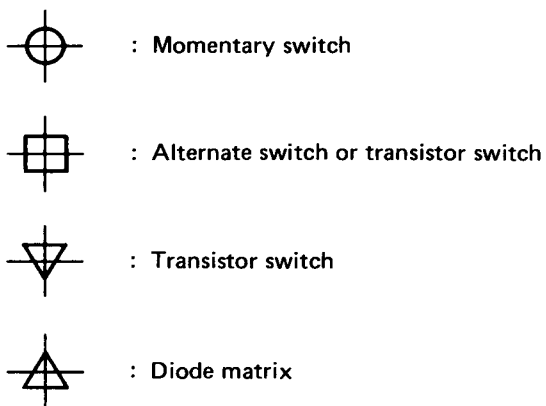 : Momentary switch
: Alternate switch or transistor switch
: Transistor switch
: Diode matrix